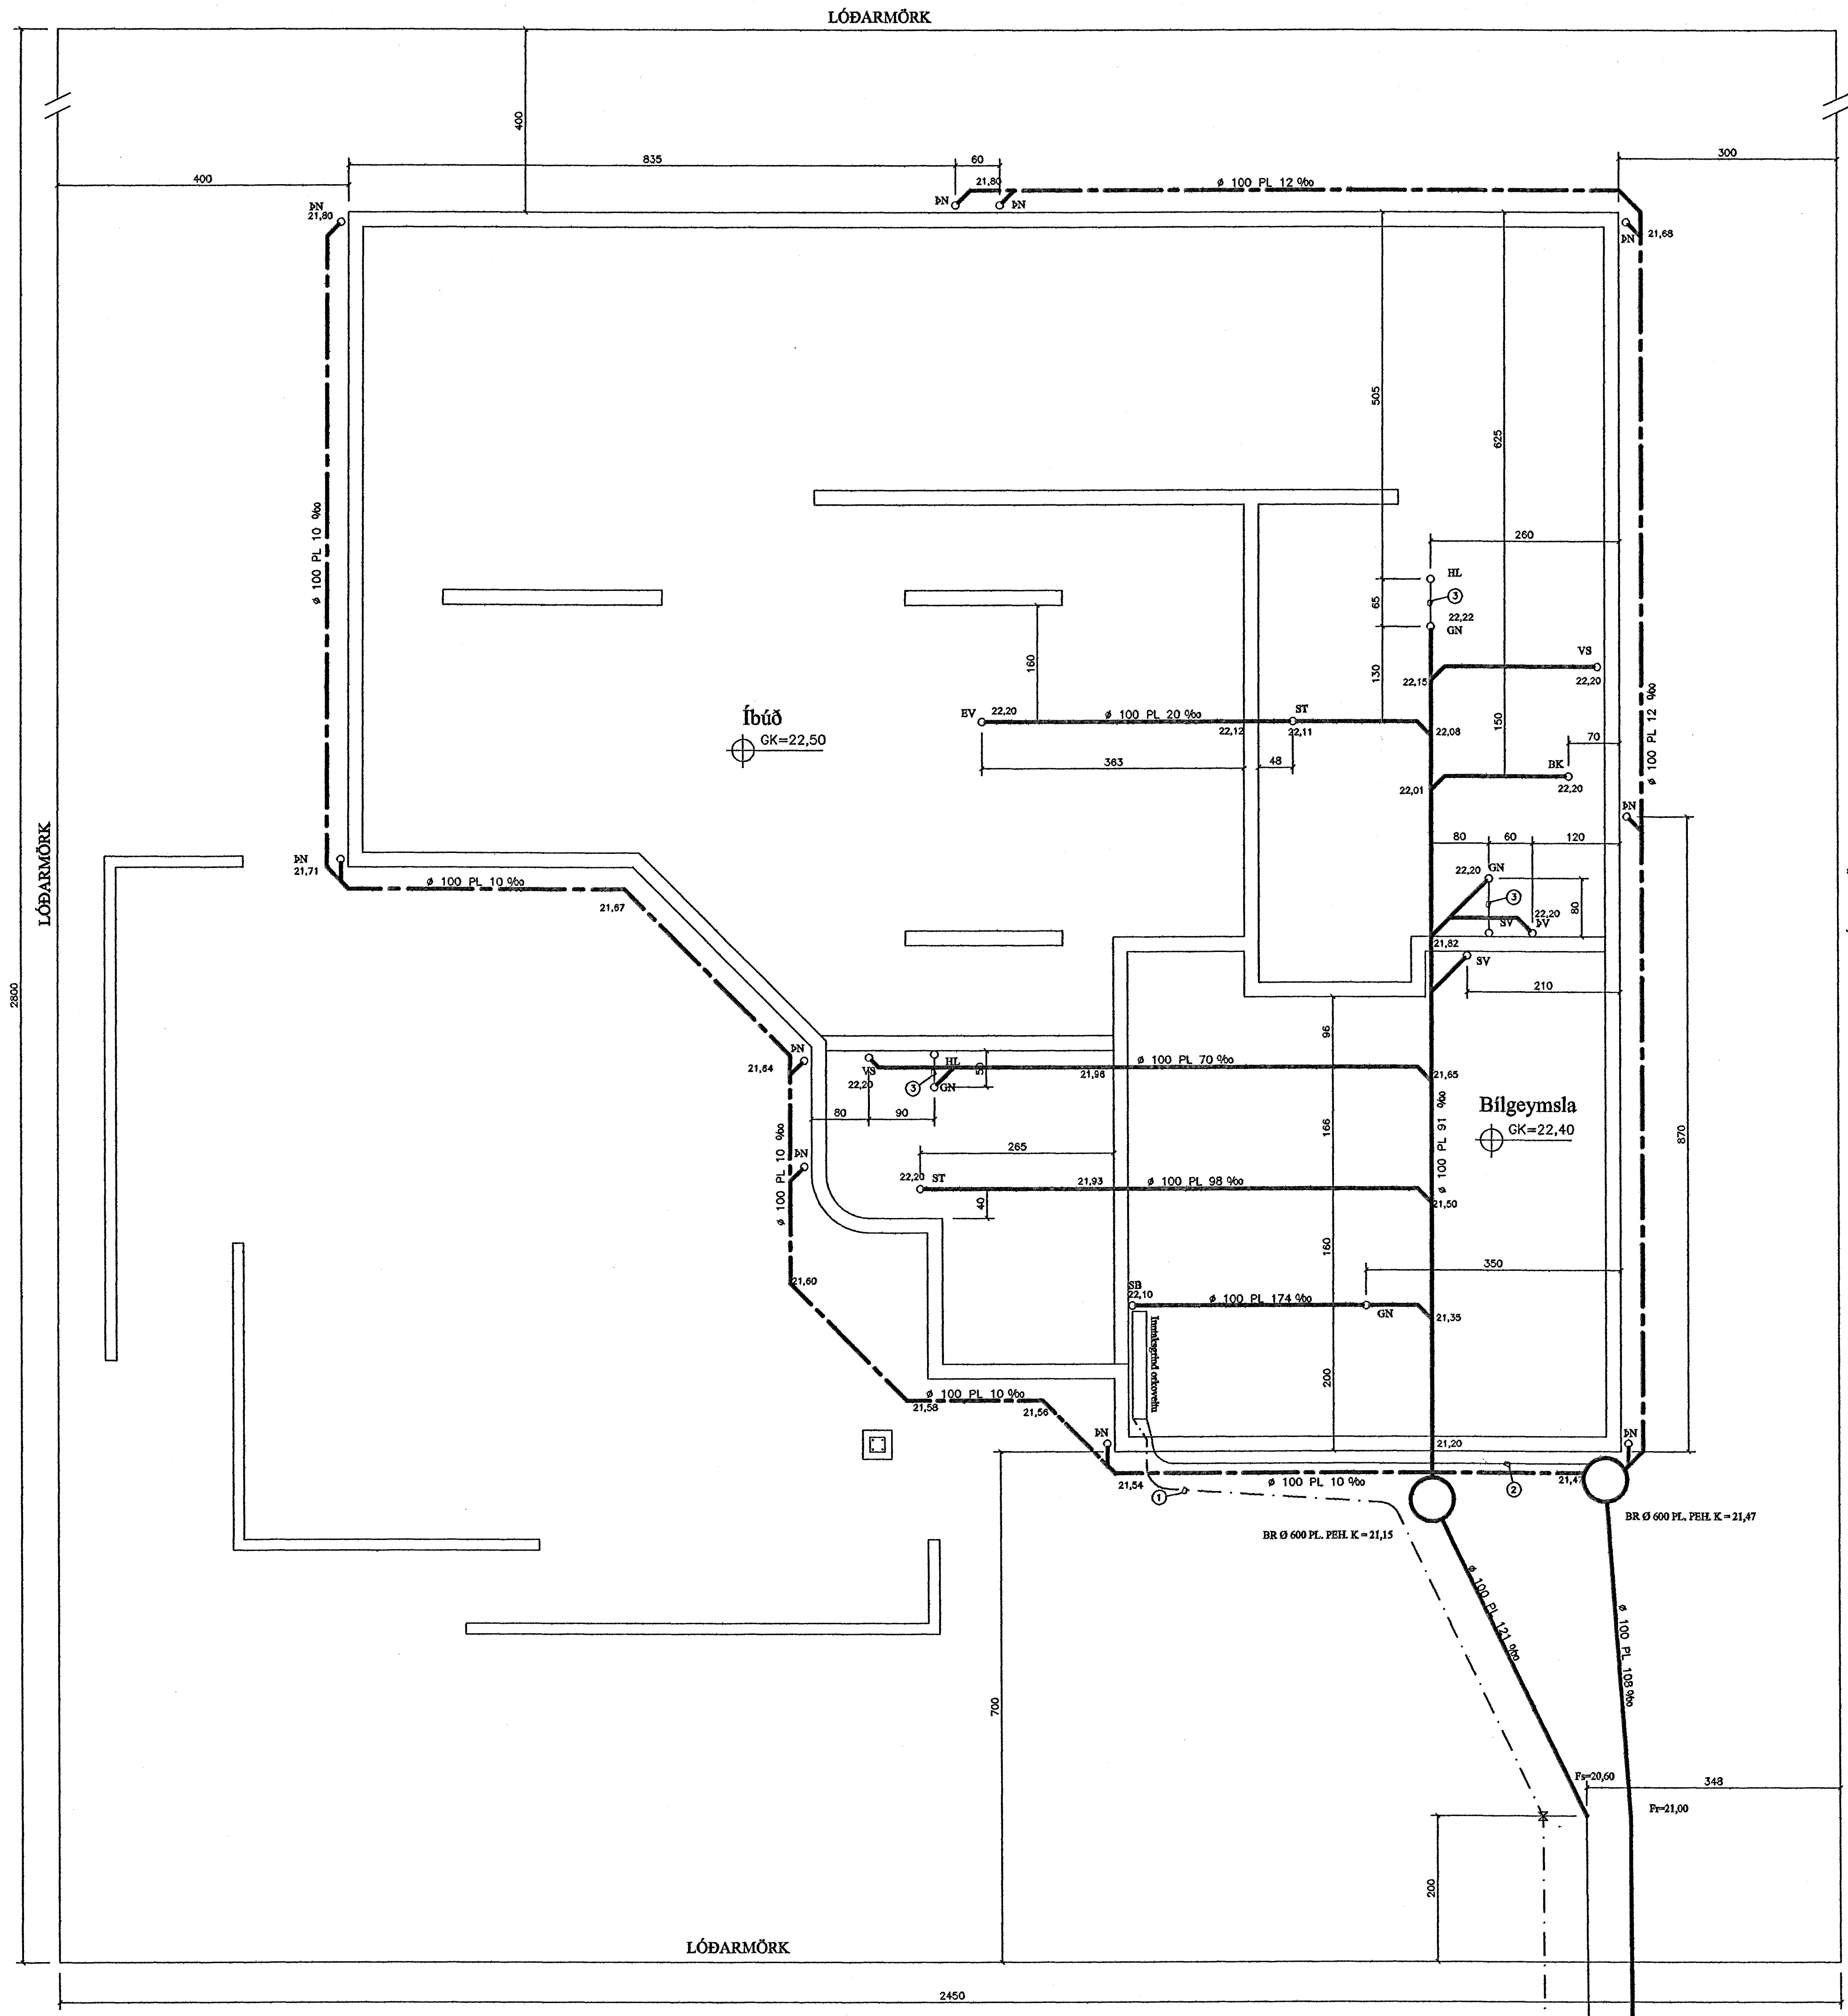 LÓÐARMÖRK
400
835
60
300
400
21,80
ø 100 PL 12 ‰
ÞN
21,80
ÞN
ÞN
ÞN
21,68
505
625
ø 100 PL 10 ‰
260
HL
65
3
22,22
GN
160
130
VS
22,15
22,20
ø 100 PL 12 ‰
Íbúð
GK=22,50
EV
22,20
ø 100 PL 20 ‰
ST
22,12
22,11
22,08
150
70
363
48
BK
22,01
22,20
ÞN
80
60
120
LÓÐARMÖRK
ÞN
21,71
ø 100 PL 10 ‰
21,67
22,20
GN
3
22,20
80
SV
ÞV
21,82
SV
2800
210
96
ÞN
21,64
VS
22,20
HL
3
GN
50
ø 100 PL 70 ‰
21,98
21,65
80
90
ø 100 PL 91 ‰
Bílgeymsla
GK=22,40
166
870
265
ÞN
ø 100 PL 10 ‰
22,20
ST
21,93
ø 100 PL 98 ‰
21,50
40
160
350
21,60
SB
22,10
ø 100 PL 174 ‰
GN
21,35
Inntaksgrind orkuveitu
200
ø 100 PL 10 ‰
21,58
21,56
ÞN
21,20
ÞN
21,54
1
ø 100 PL 10 ‰
2
21,47
BR Ø 600 PL. PEH. K = 21,15
BR Ø 600 PL. PEH. K = 21,47
ø 100 PL 121 ‰
ø 100 PL 108 ‰
700
Fs=20,60
348
Fr=21,00
200
LÓÐARMÖRK
2450